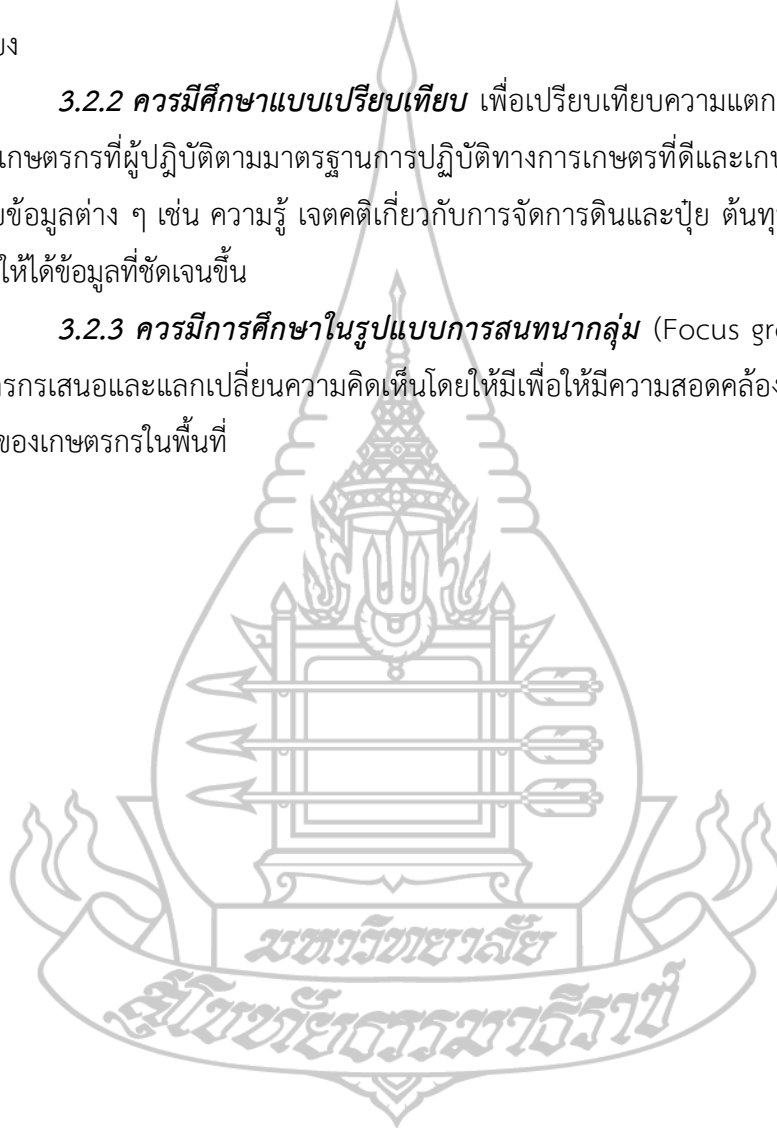 ยง
3.2.2 ควรมีศึกษาแบบเปรียบเทียบ เพื่อเปรียบเทียบความแตก
เกษตรกรที่ผู้ปฏิบัติตามมาตรฐานการปฏิบัติทางการเกษตรที่ดีและเกษ
บข้อมูลต่าง ๆ เช่น ความรู้ เจตคติเกี่ยวกับการจัดการดินและปุ๋ย ต้นทุ
ให้ได้ข้อมูลที่ชัดเจนขึ้น
3.2.3 ควรมีการศึกษาในรูปแบบการสนทนากลุ่ม (Focus gro
รกรเสนอและแลกเปลี่ยนความคิดเห็นโดยให้มีเพื่อให้มีความสอดคล้อง
ของเกษตรกรในพื้นที่
มหาวิทยาลัย
สุโขทัยธรรมาธิราช